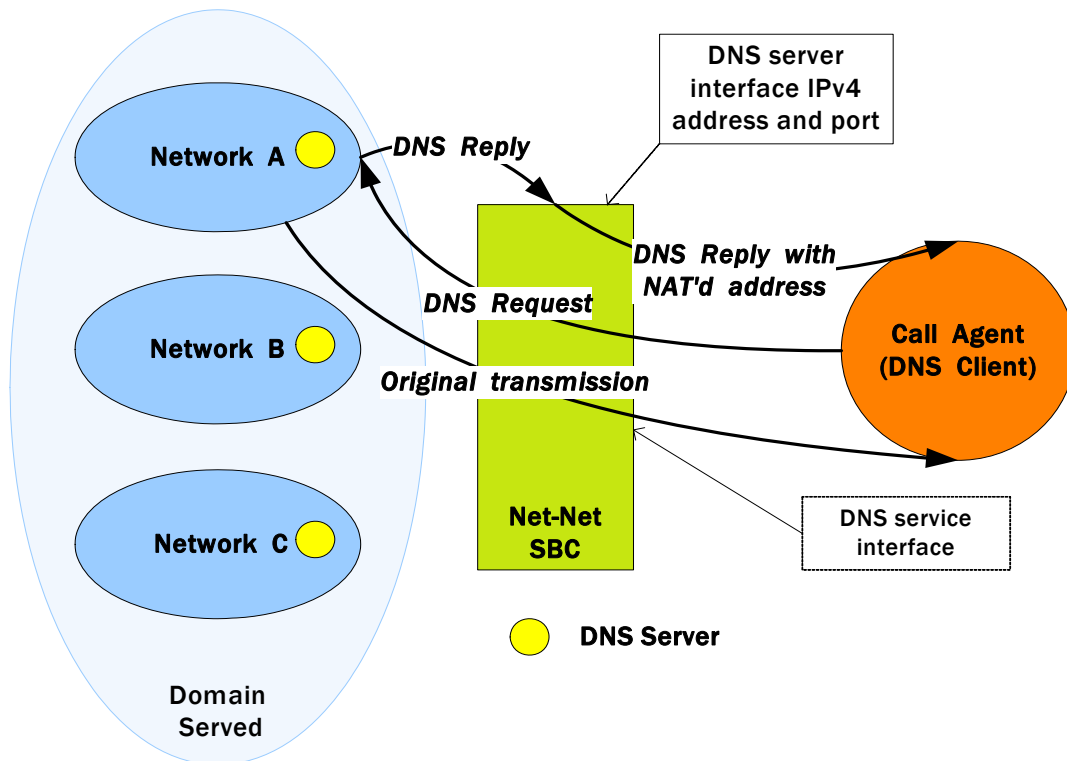 DNS server
interface IPv4
address and port
Network A
DNS Reply
DNS Reply with
NAT'd address
DNS Request
Call Agent
(DNS Client)
Network B
Original transmission
Net-Net
SBC
DNS service
interface
Network C
DNS Server
Domain
Served